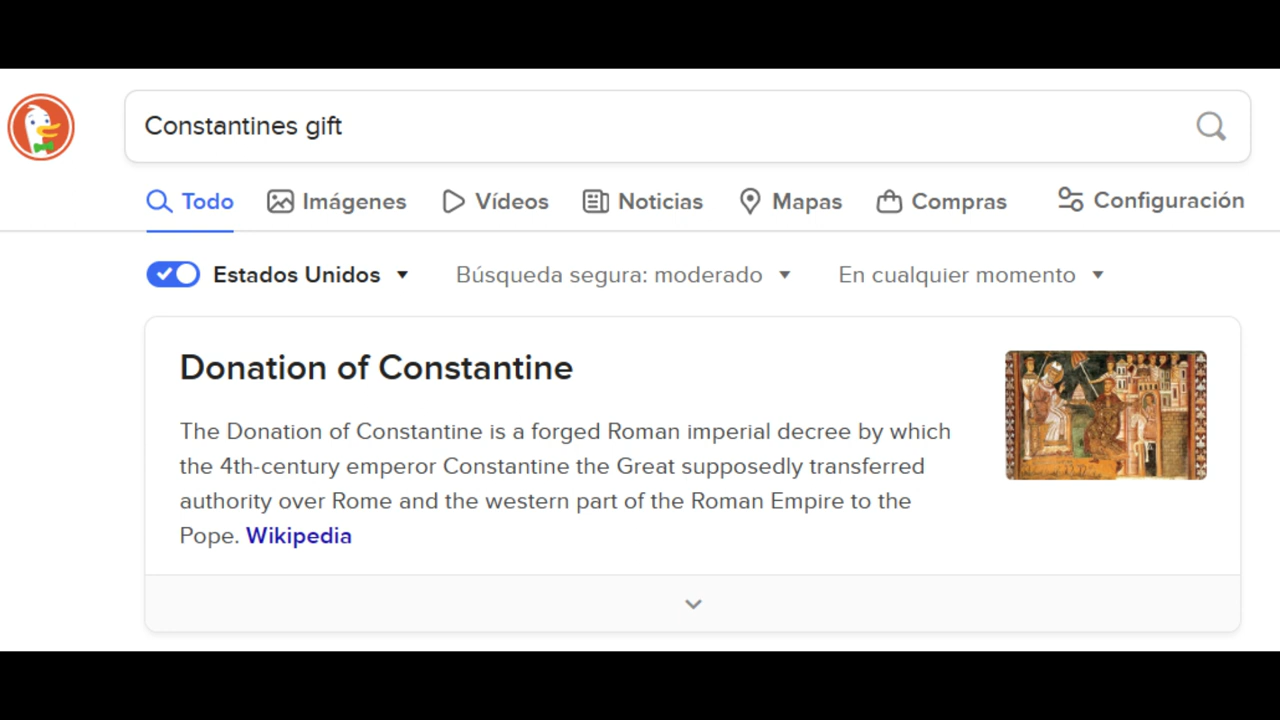 Constantines gift
Todo Imágenes Vídeos Noticias Mapas Compras Configuración
Estados Unidos Búsqueda segura: moderado En cualquier momento
Donation of Constantine
The Donation of Constantine is a forged Roman imperial decree by which
the 4th-century emperor Constantine the Great supposedly transferred
authority over Rome and the western part of the Roman Empire to the
Pope. Wikipedia